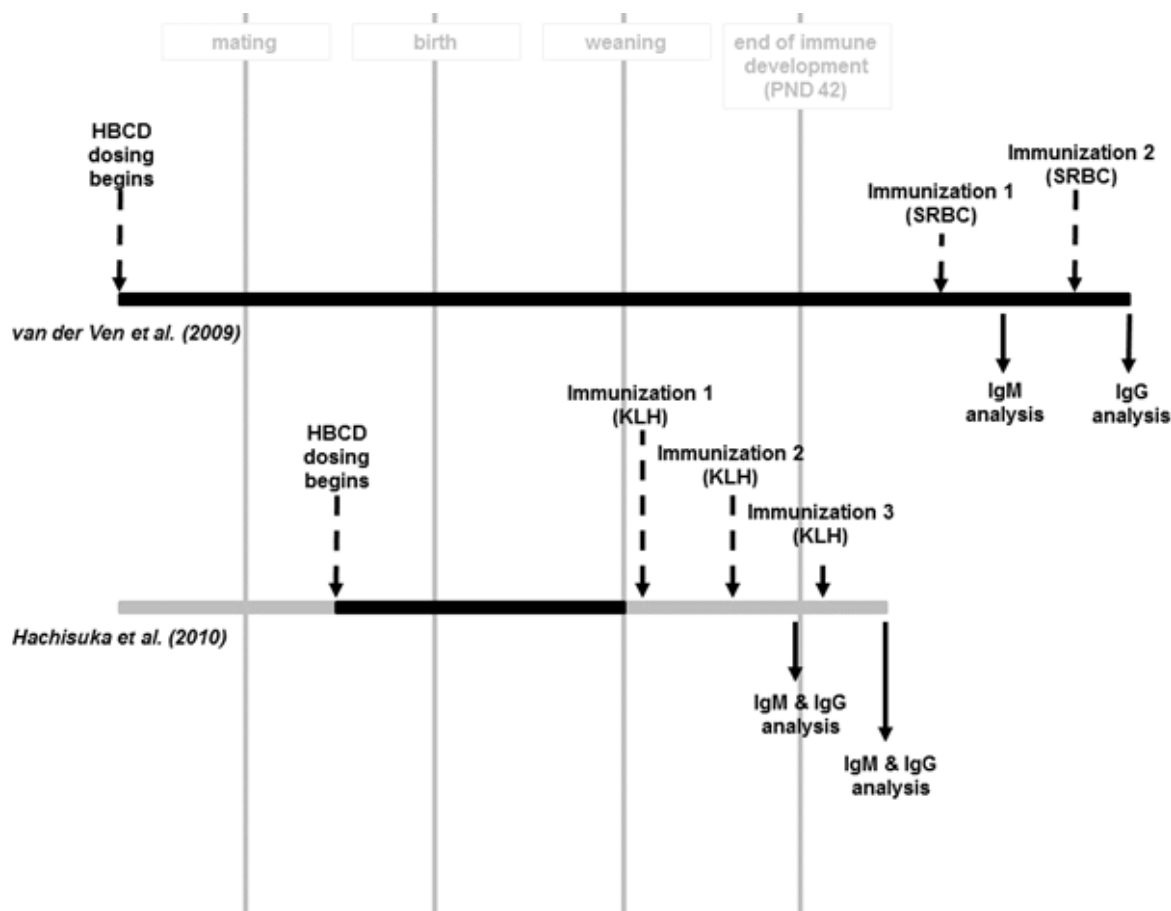 mating
birth
weaning
end of immune
development
(PND 42)
HBCD
dosing
begins
Immunization 1
(SRBC)
Immunization 2
(SRBC)
van der Ven et al. (2009)
IgM
analysis
IgG
analysis
HBCD
dosing
begins
Immunization 1
(KLH)
Immunization 2
(KLH)
Immunization 3
(KLH)
Hachisuka et al. (2010)
IgM & IgG
analysis
IgM & IgG
analysis